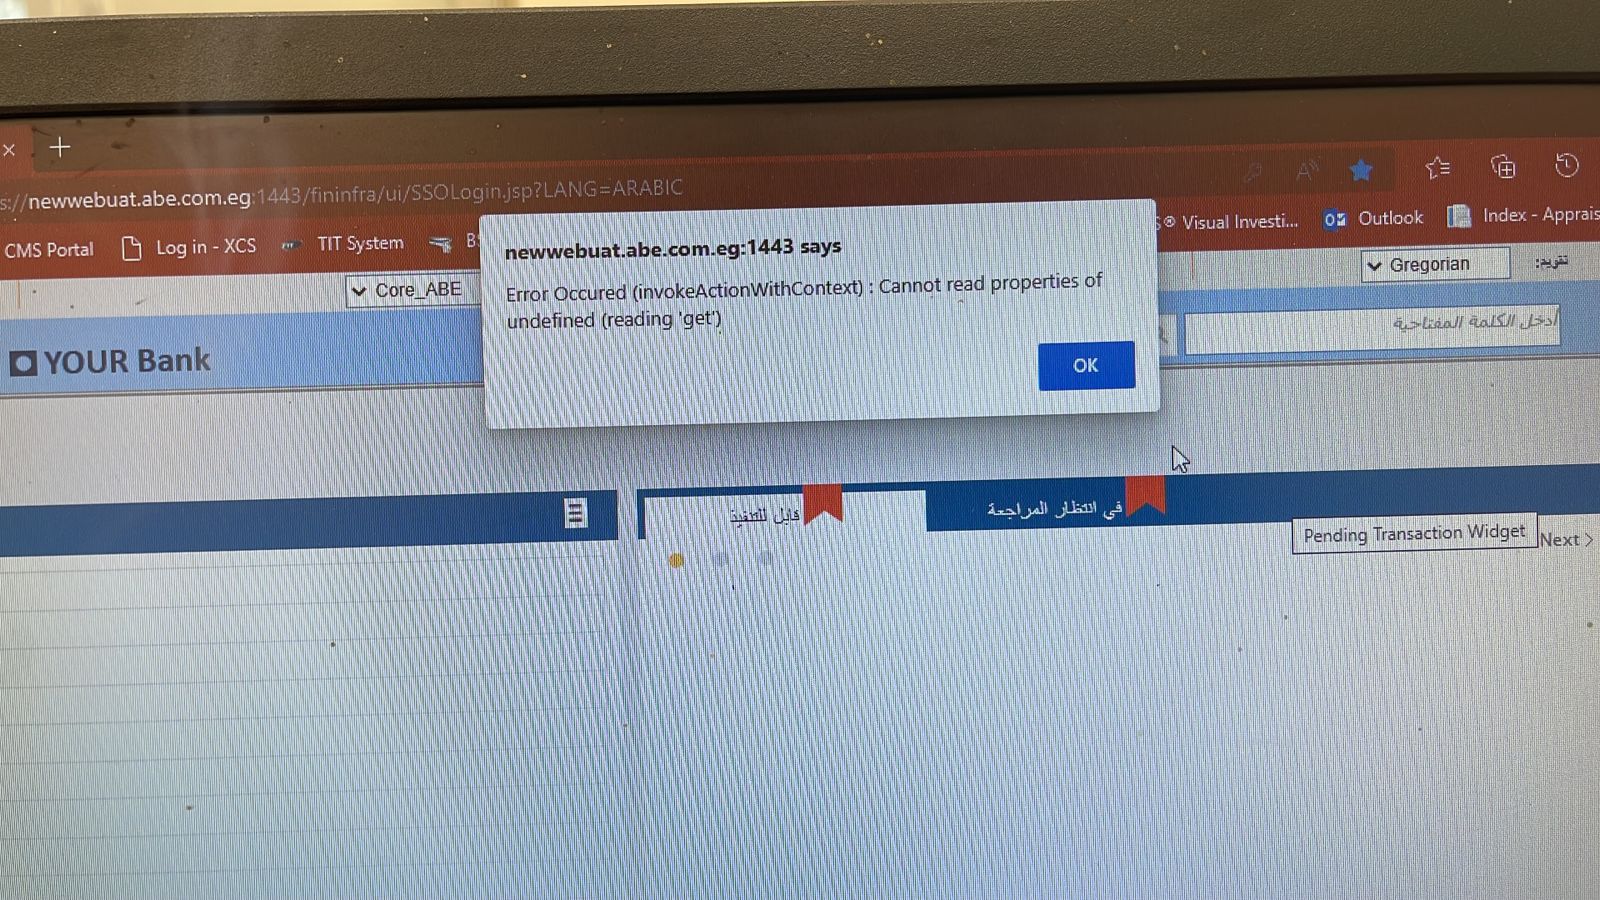 s://newwebuat.abe.com.eg:1443/fininfra/ui/SSOLogin.jsp?LANG=ARABIC
CMS Portal
Log in - XCS
TIT System
Visual Investi...
Outlook
Index - Apprais
Core_ABE
Gregorian
newwebuat.abe.com.eg:1443 says
Error Occured (invokeActionWithContext) : Cannot read properties of
undefined (reading 'get')
OK
YOUR Bank
أدخل الكلمة المفتاحية
قابل للتنفيذ
في انتظار المراجعة
Pending Transaction Widget
Next >